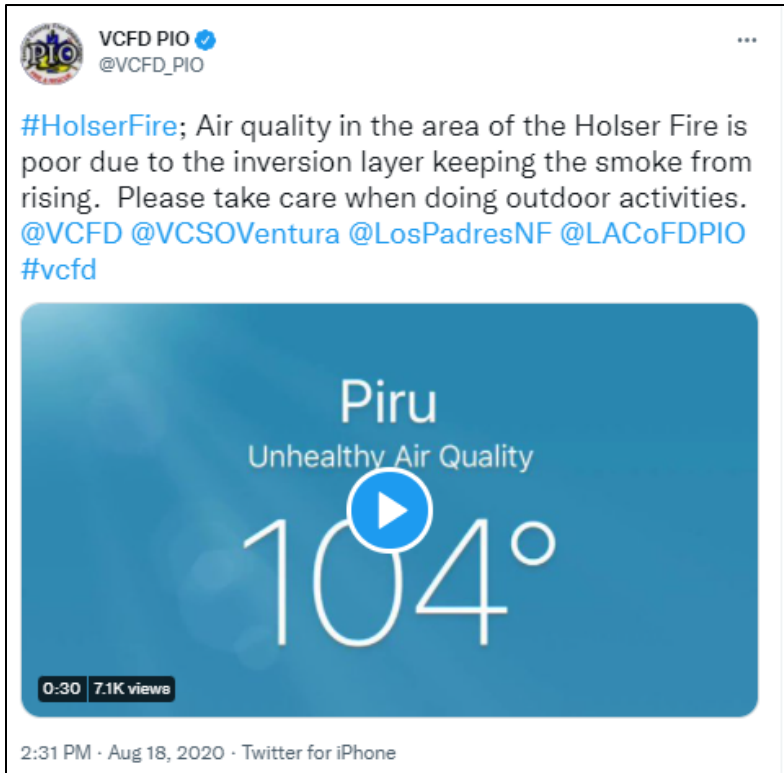 VCFD PIO
@VCFD_PIO
#HolserFire; Air quality in the area of the Holser Fire is
poor due to the inversion layer keeping the smoke from
rising.  Please take care when doing outdoor activities.
@VCFD @VCSOVentura @LosPadresNF @LACoFDPIO
#vcfd
Piru
Unhealthy Air Quality
104°
0:30 7.1K views
2:31 PM · Aug 18, 2020 · Twitter for iPhone